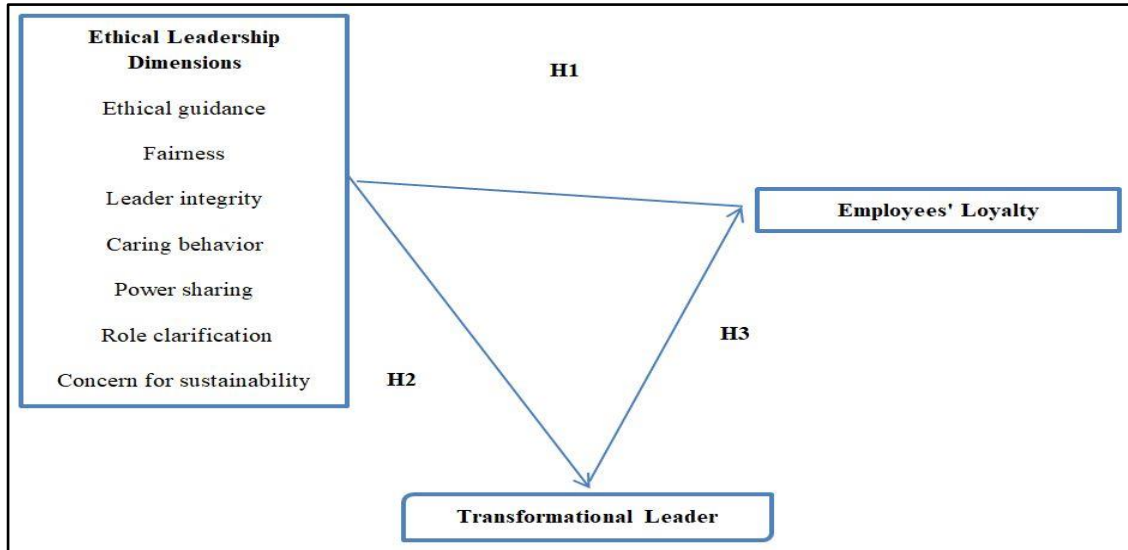 Ethical Leadership
Dimensions
Ethical guidance
Fairness
Leader integrity
Caring behavior
Power sharing
Role clarification
Concern for sustainability
H1
Employees' Loyalty
H3
H2
Transformational Leader